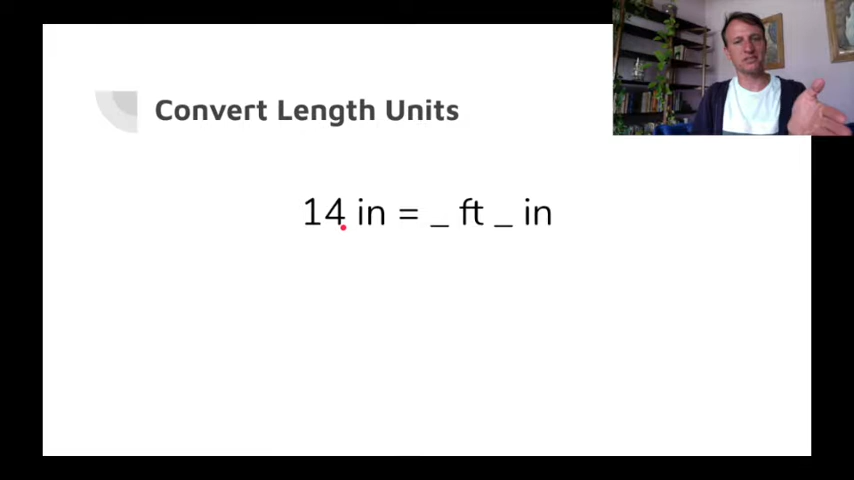 Convert Length Units
14 in = _ ft _ in